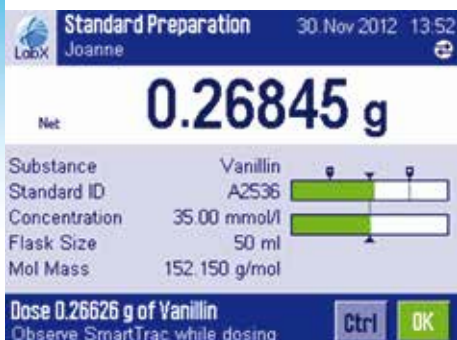 Standard Preparation 30. Nov 2012 13:52
LabX Joanne
Net 0.26845 g
Substance Vanillin
Standard ID A2536
Concentration 35.00 mmol/l
Flask Size 50 ml
Mol Mass 152.150 g/mol
Dose 0.26626 g of Vanillin
Observe SmartTrac while dosing
Ctrl OK